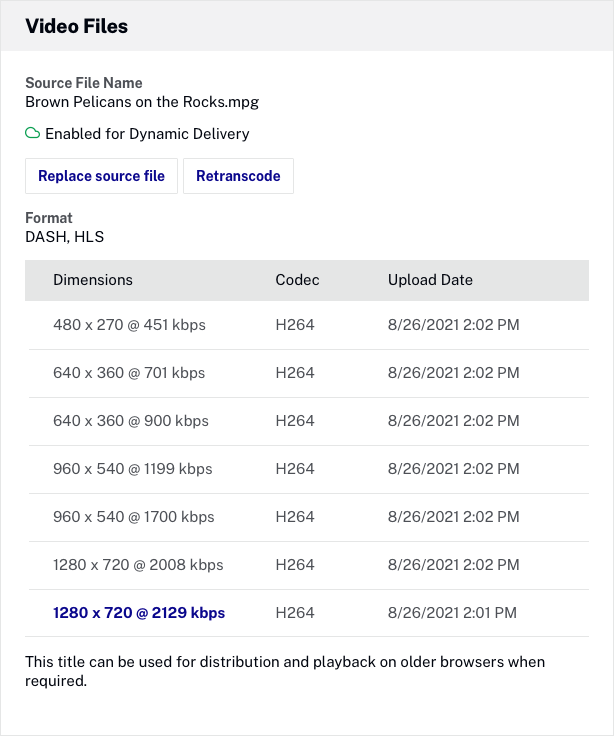 Video Files
Source File Name
Brown Pelicans on the Rocks.mpg
Enabled for Dynamic Delivery
Replace source file Retranscode
Format
DASH, HLS
Dimensions Codec Upload Date
480 x 270 @ 451 kbps H264 8/26/2021 2:02 PM
640 x 360 @ 701 kbps H264 8/26/2021 2:02 PM
640 x 360 @ 900 kbps H264 8/26/2021 2:02 PM
960 x 540 @ 1199 kbps H264 8/26/2021 2:02 PM
960 x 540 @ 1700 kbps H264 8/26/2021 2:02 PM
1280 x 720 @ 2008 kbps H264 8/26/2021 2:02 PM
1280 x 720 @ 2129 kbps H264 8/26/2021 2:01 PM
This title can be used for distribution and playback on older browsers when
required.